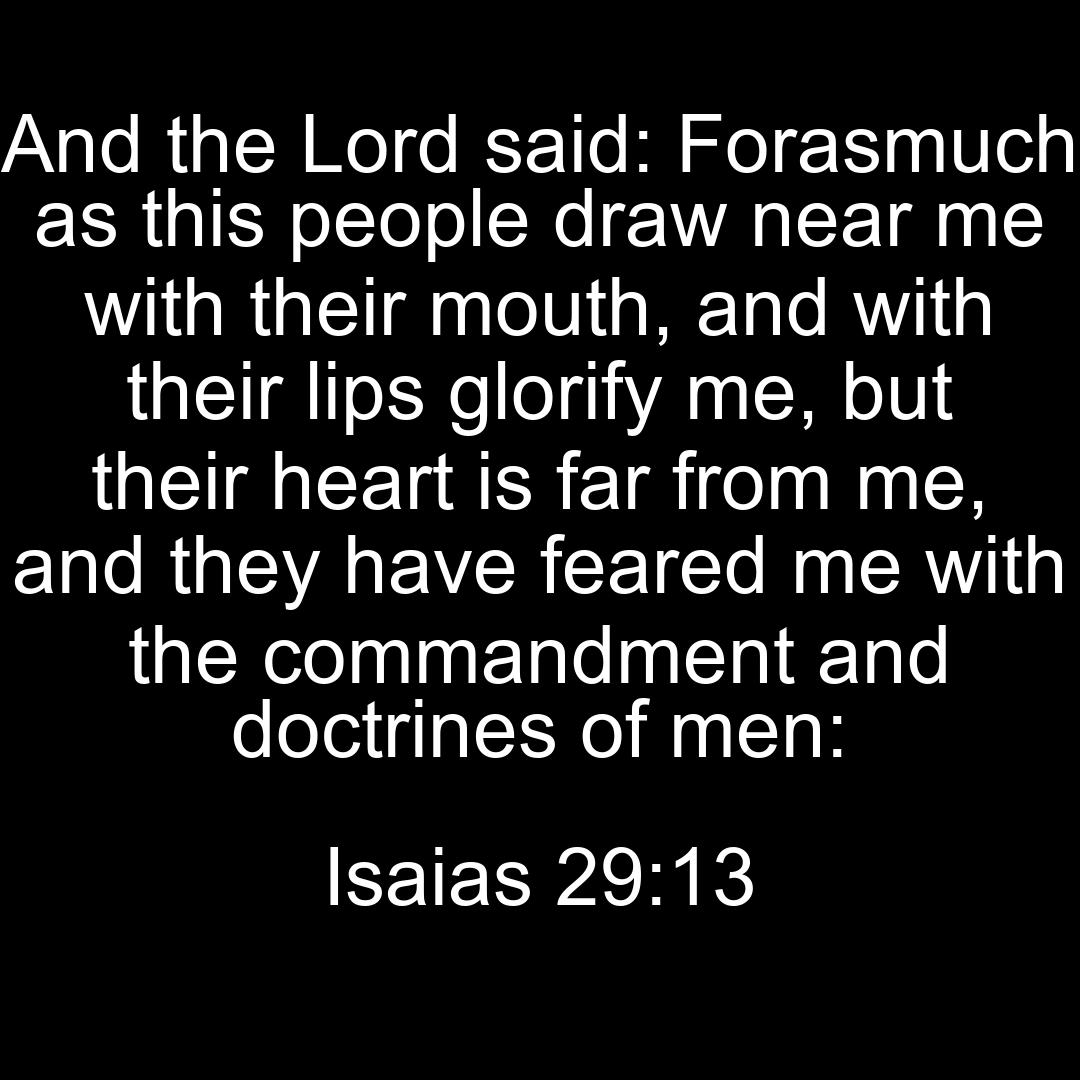 And the Lord said: Forasmuch
as this people draw near me
with their mouth, and with
their lips glorify me, but
their heart is far from me,
and they have feared me with
the commandment and
doctrines of men:
Isaias 29:13